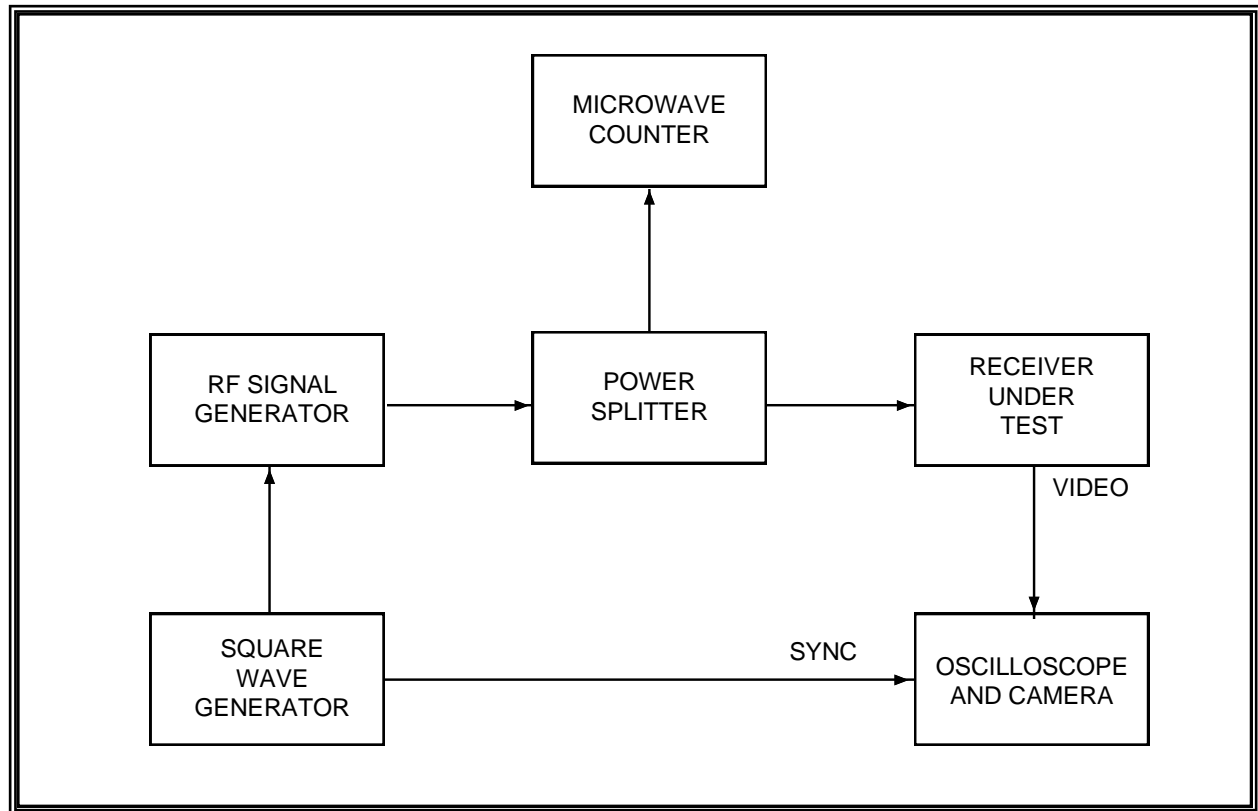 MICROWAVE
COUNTER
RF SIGNAL
GENERATOR
POWER
SPLITTER
RECEIVER
UNDER
TEST
VIDEO
SQUARE
WAVE
GENERATOR
SYNC
OSCILLOSCOPE
AND CAMERA